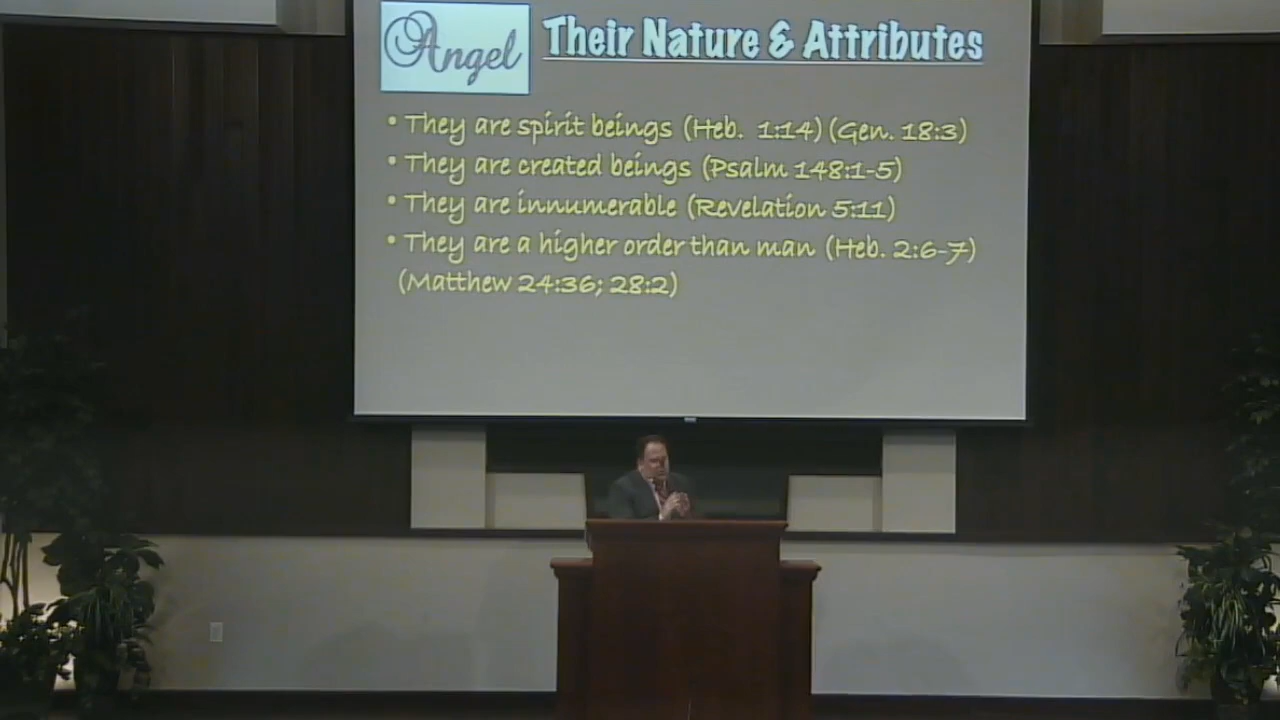 Angel Their Nature & Attributes
• They are spirit beings (Heb. 1:14) (Gen. 18:3)
• They are created beings (Psalm 148:1-5)
• They are innumerable (Revelation 5:11)
• They are a higher order than man (Heb. 2:6-7)
(Matthew 24:36; 28:2)